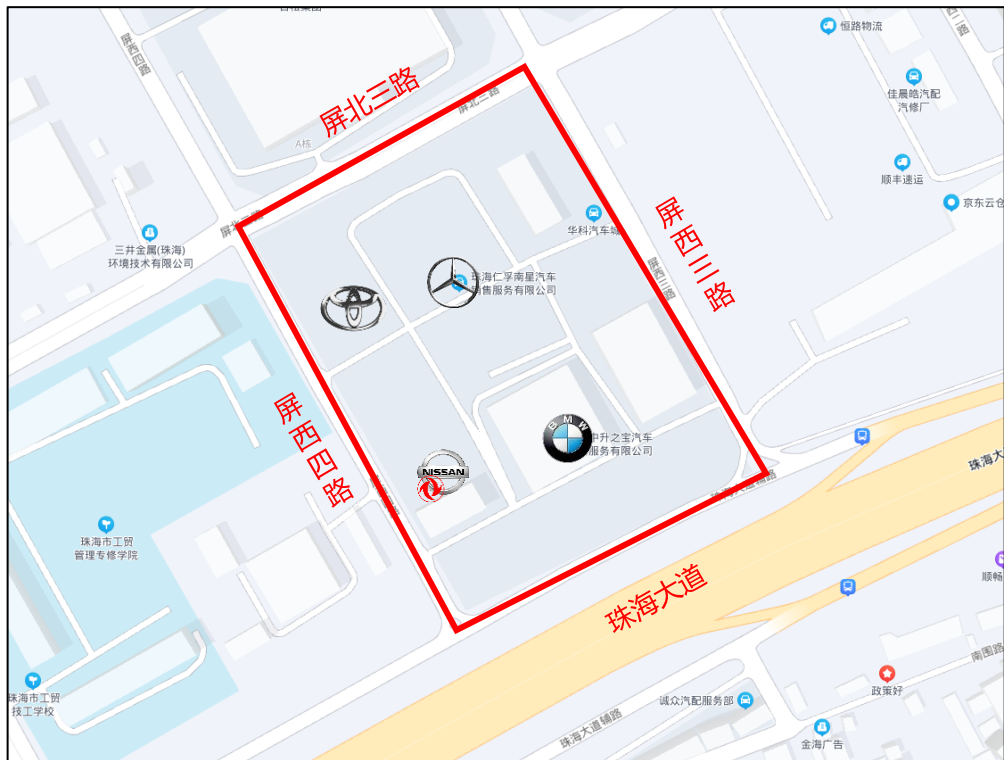 屏西四路
恒路物流
佳晨皓汽配
汽修厂
屏北三路
屏北二路
A栋
顺丰速运
京东云仓
屏西三路
华科汽车城
三井金属(珠海)
环境技术有限公司
珠海仁孚南星汽车
销售服务有限公司
屏西三路
屏西四路
BMW
中升之宝汽车
服务有限公司
NISSAN
珠海大道辅路
珠海市工贸
管理专修学院
珠海大道
顺畅
南围路
政策好
珠海市工贸
技工学校
诚众汽配服务部
珠海大道辅路
金海广告